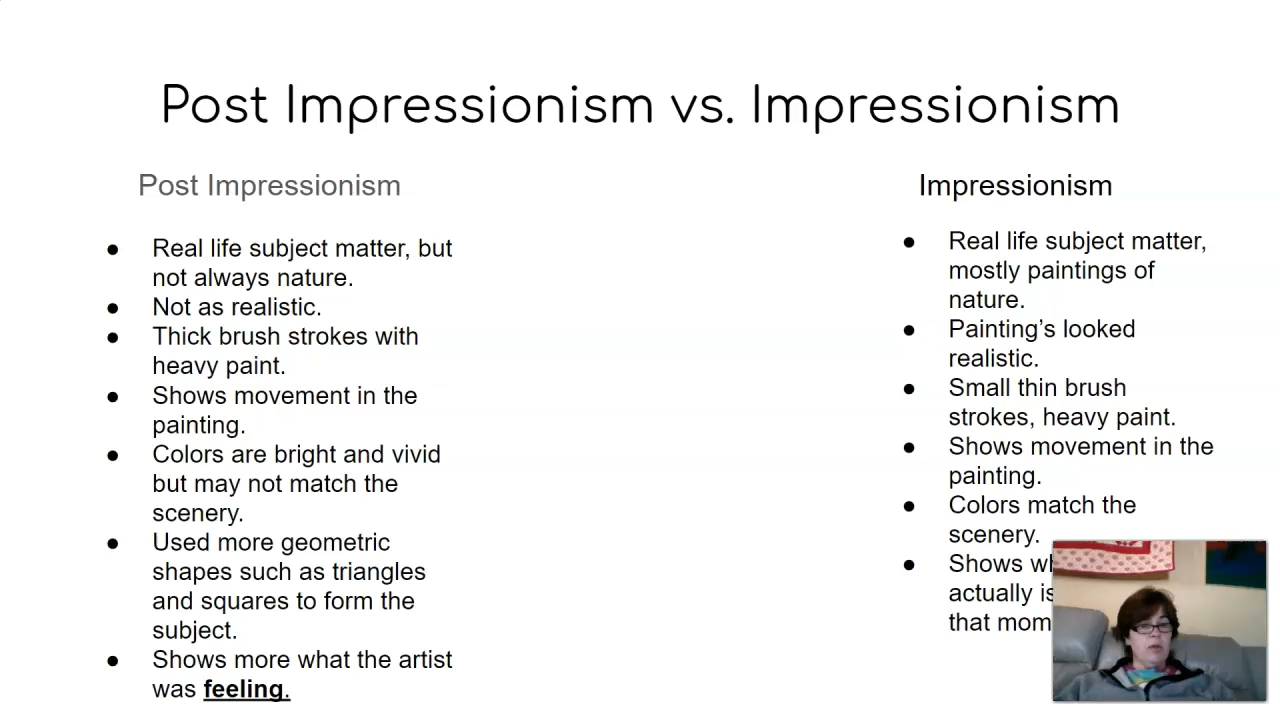 Post Impressionism vs. Impressionism
Post Impressionism
● Real life subject matter, but
not always nature.
● Not as realistic.
● Thick brush strokes with
heavy paint.
● Shows movement in the
painting.
● Colors are bright and vivid
but may not match the
scenery.
● Used more geometric
shapes such as triangles
and squares to form the
subject.
● Shows more what the artist
was feeling.
Impressionism
● Real life subject matter,
mostly paintings of
nature.
● Painting’s looked
realistic.
● Small thin brush
strokes, heavy paint.
● Shows movement in the
painting.
● Colors match the
scenery.
● Shows
actually
that